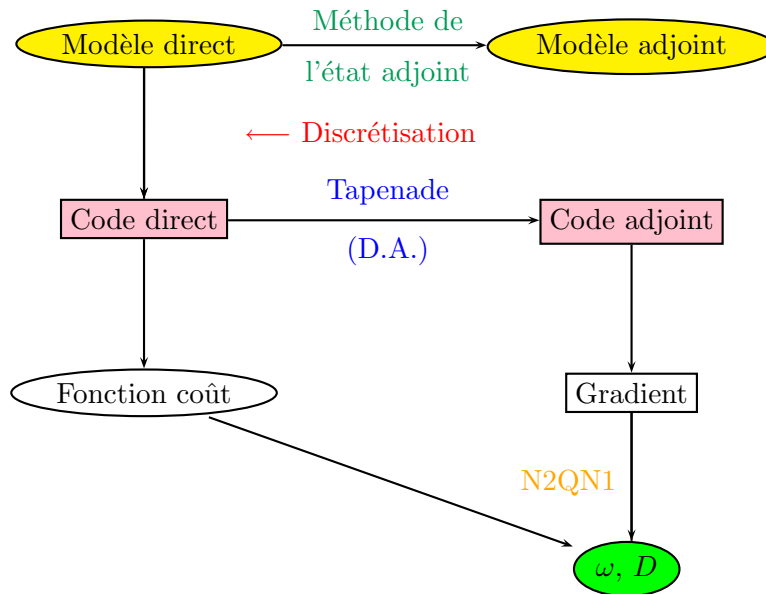 Modèle direct
Méthode de
l'état adjoint
Modèle adjoint
⟵ Discrétisation
Code direct
Tapenade
(D.A.)
Code adjoint
Fonction coût
Gradient
N2QN1
ω, D